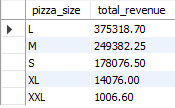 pizza_size total_revenue
L 375318.70
M 249382.25
S 178076.50
XL 14076.00
XXL 1006.60